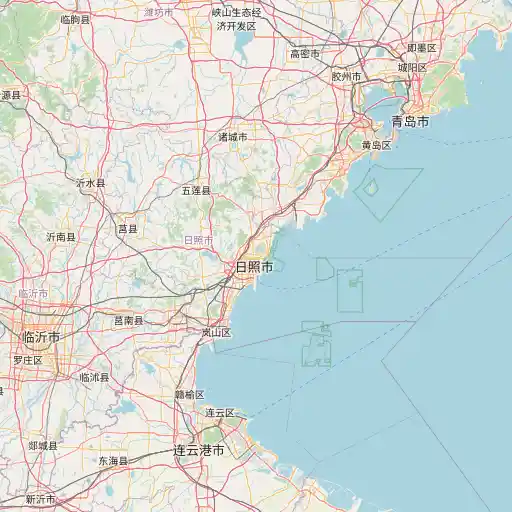 潍坊市
峡山生态经
济开发区
临朐县
高密市
即墨区
城阳区
胶州市
源县
青岛市
诸城市
黄岛区
沂水县
五莲县
莒县
沂南县
日照市
日照市
临沂市
莒南县
岚山区
临沂市
罗庄区
临沭县
赣榆区
连云区
郯城县
连云港市
东海县
新沂市